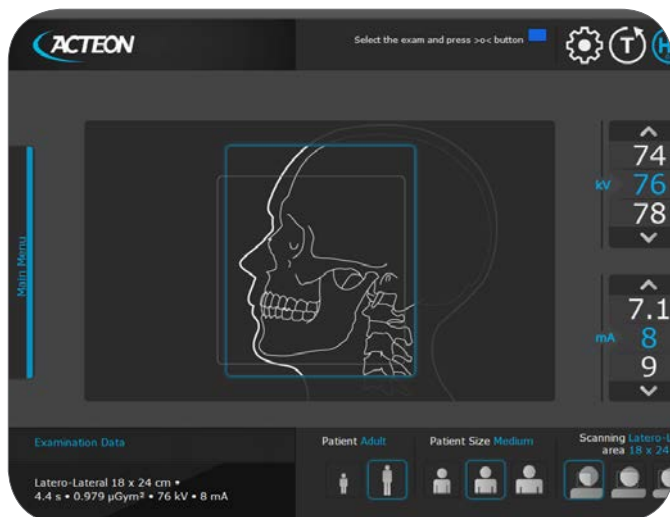 ACTEON
Select the exam and press >o< button
T
H
74
kV 76
78
Main Menu
7.1
mA 8
9
Examination Data
Patient Adult
Patient Size Medium
Scanning Latero-L
area 18 x 24
Latero-Lateral 18 x 24 cm •
4.4 s • 0.979 µGym² • 76 kV • 8 mA